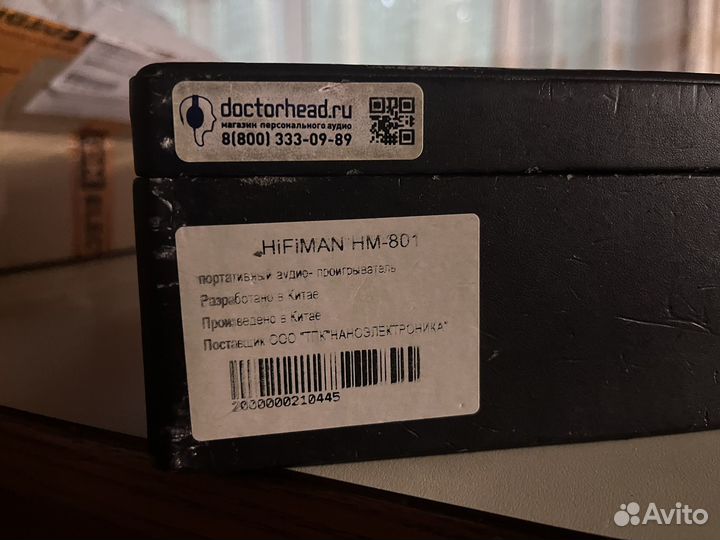 doctorhead.ru
магазин персонального аудио
8(800) 333-09-89
HiFiMAN HM-801
портативный аудио- проигрыватель
Разработано в Китае
Произведено в Китае
Поставщик ООО "ТПК"НАНОЭЛЕКТРОНИКА"
2000000210445
Avito